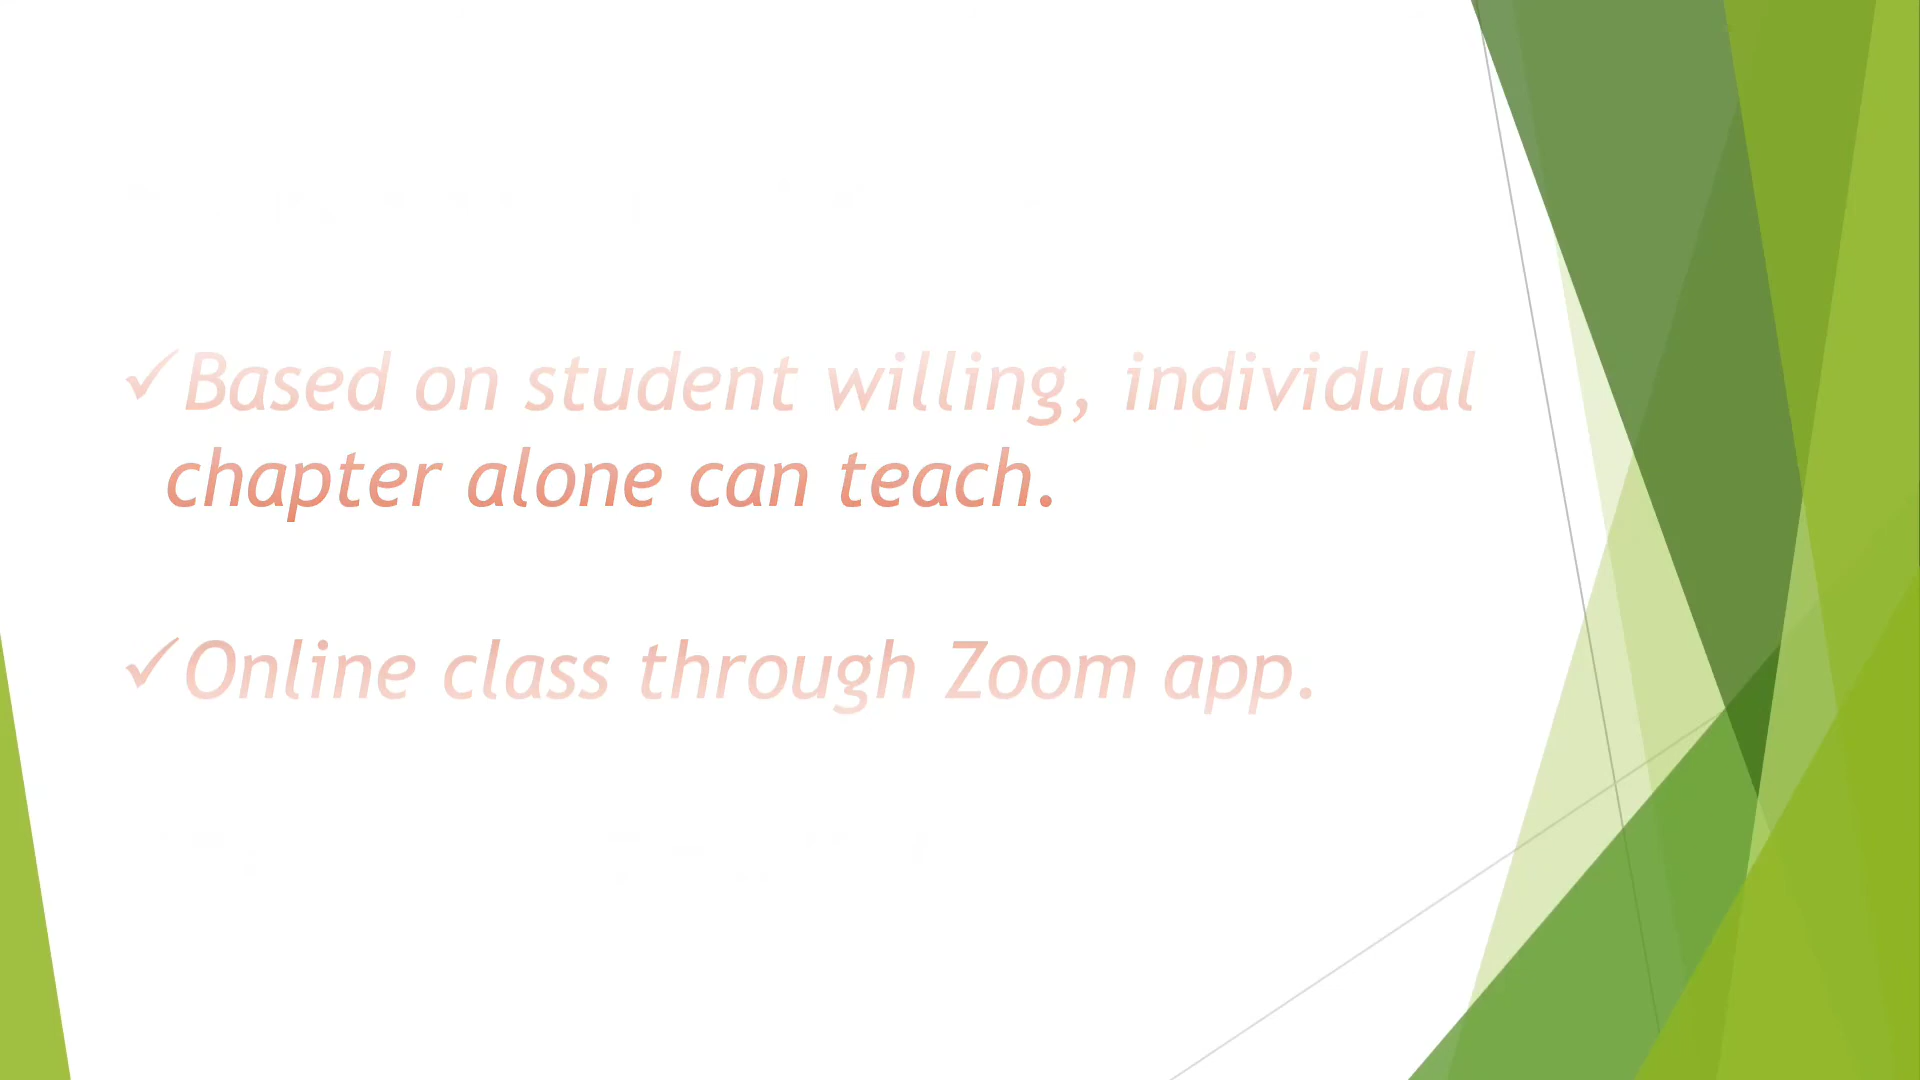 ✓Based on student willing, individual
chapter alone can teach.
✓Online class through Zoom app.